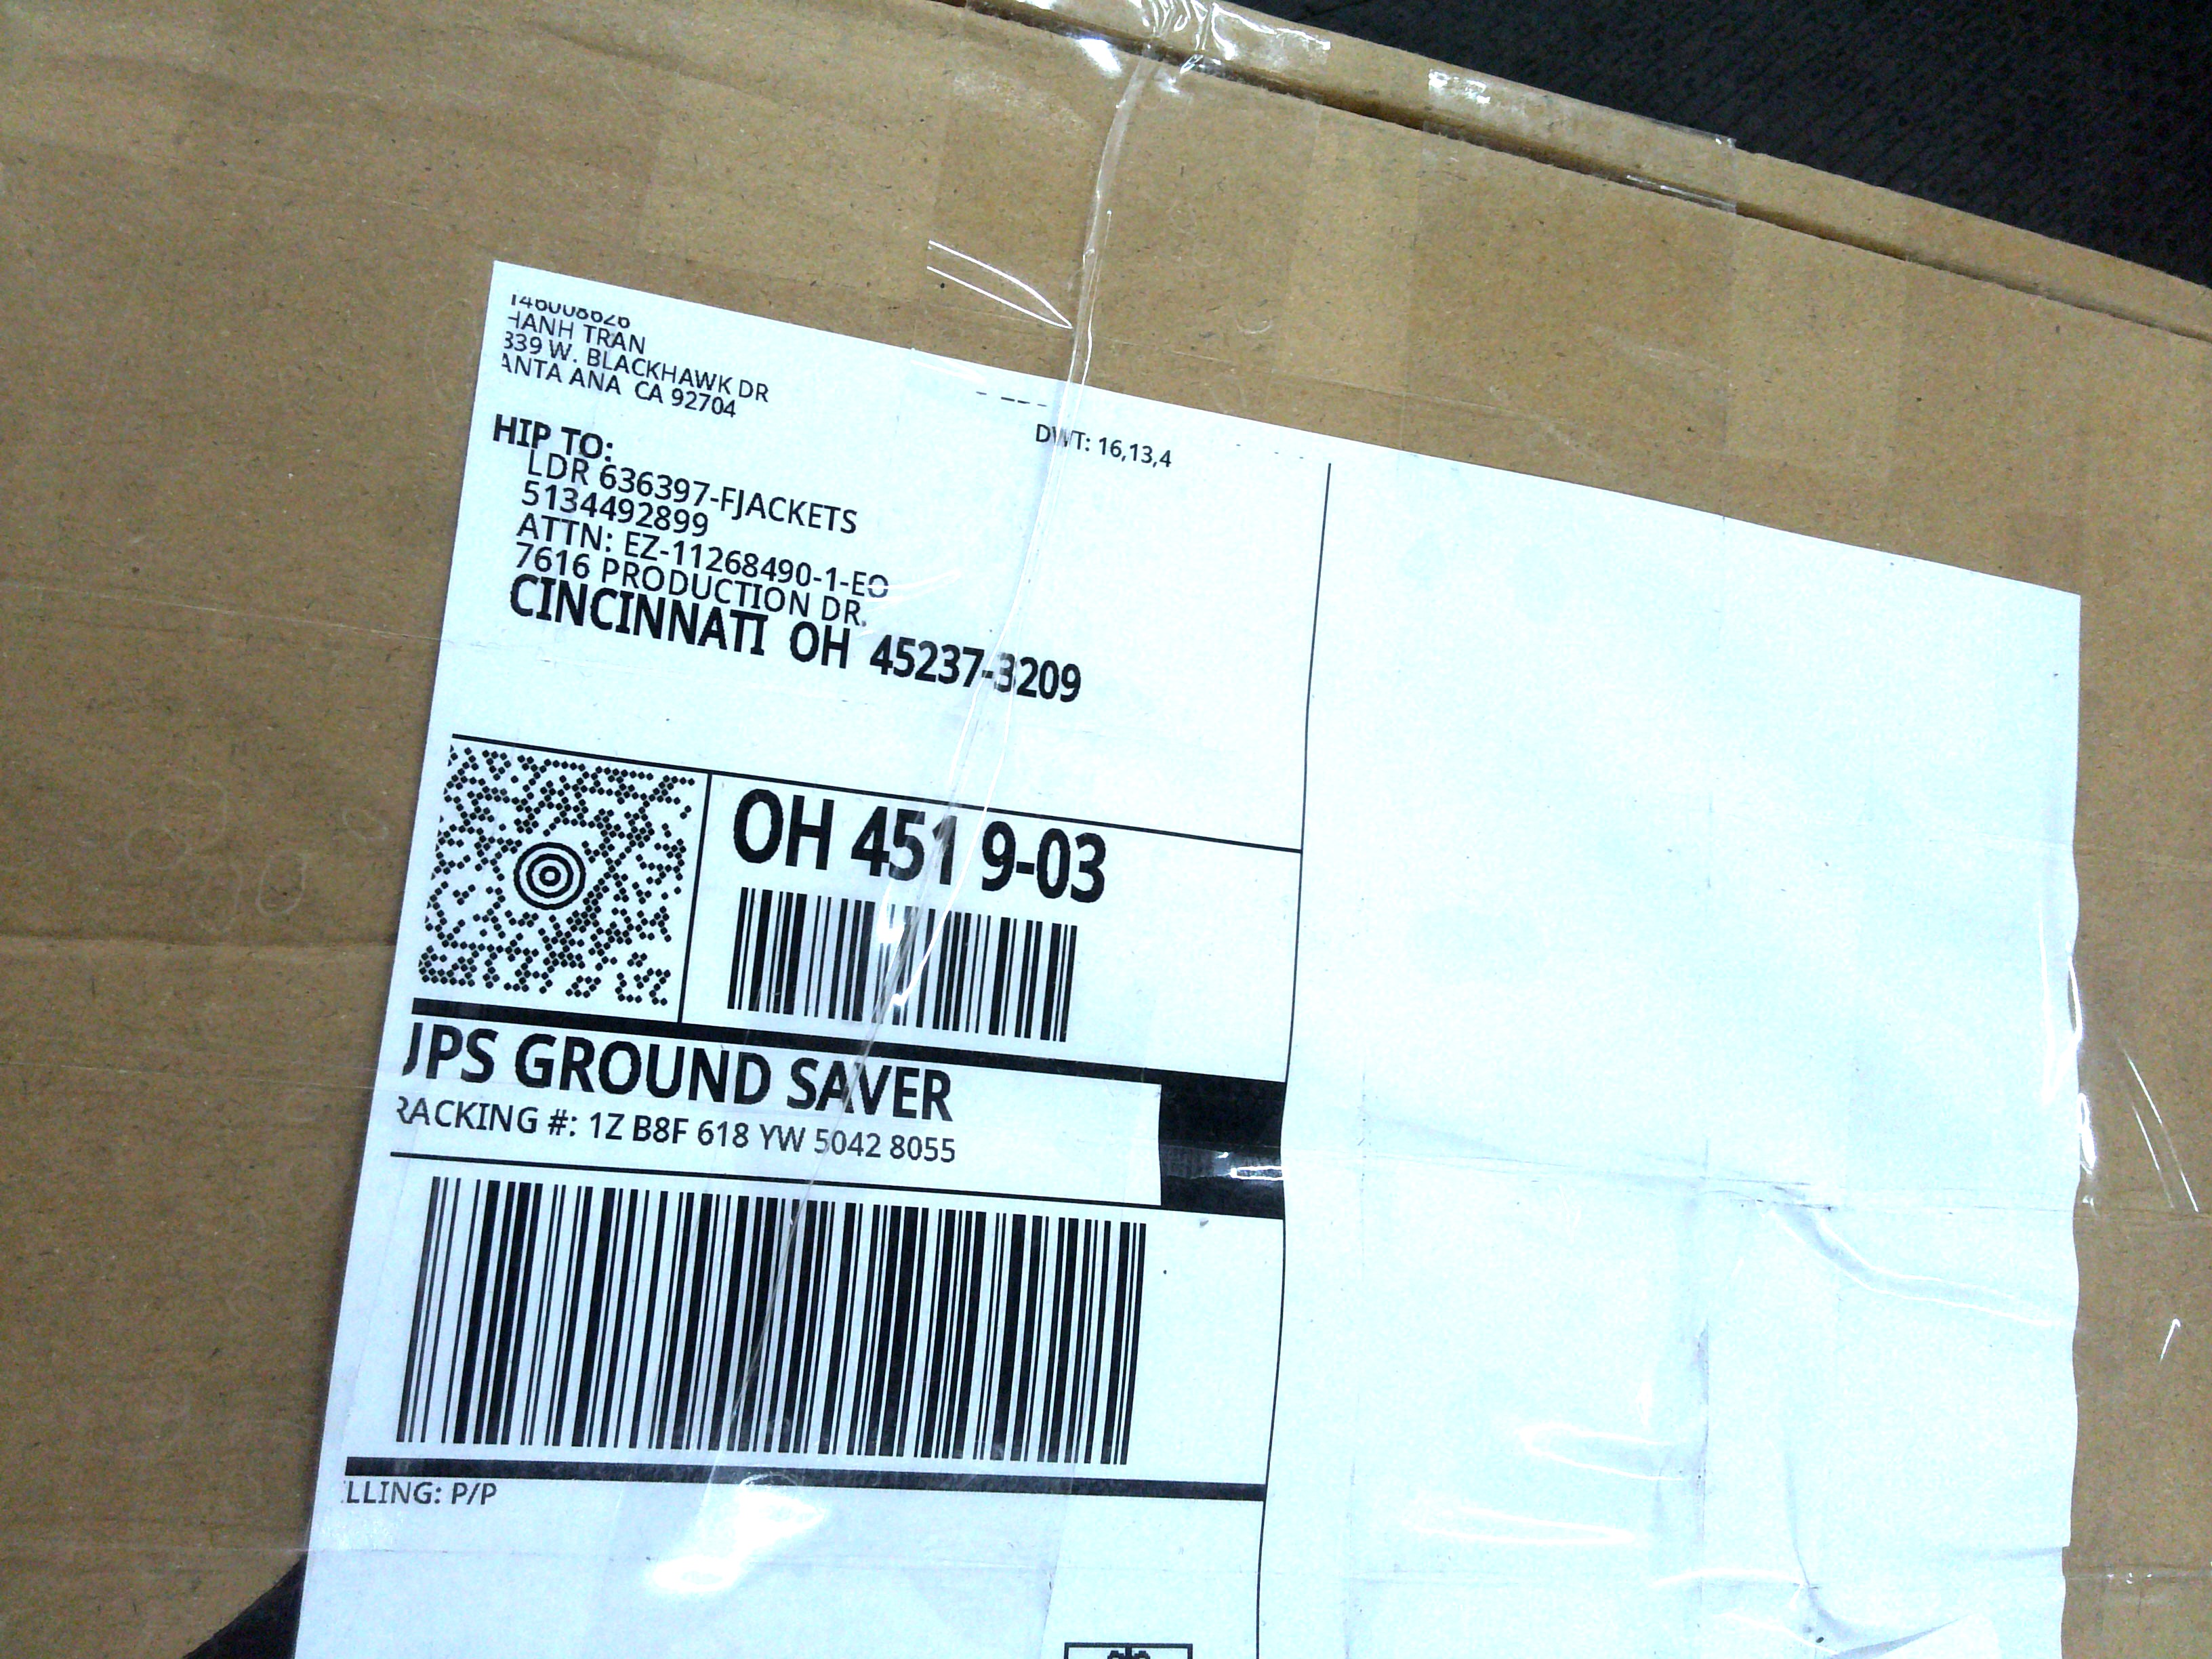 HANH TRAN
339 W. BLACKHAWK DR
ANTA ANA CA 92704
DWT: 16,13,4
HIP TO:
LDR 636397-FJACKETS
5134492899
ATTN: EZ-11268490-1-EO
7616 PRODUCTION DR.
CINCINNATI OH 45237-3209
OH 451 9-03
UPS GROUND SAVER
RACKING #: 1Z B8F 618 YW 5042 8055
LLING: P/P